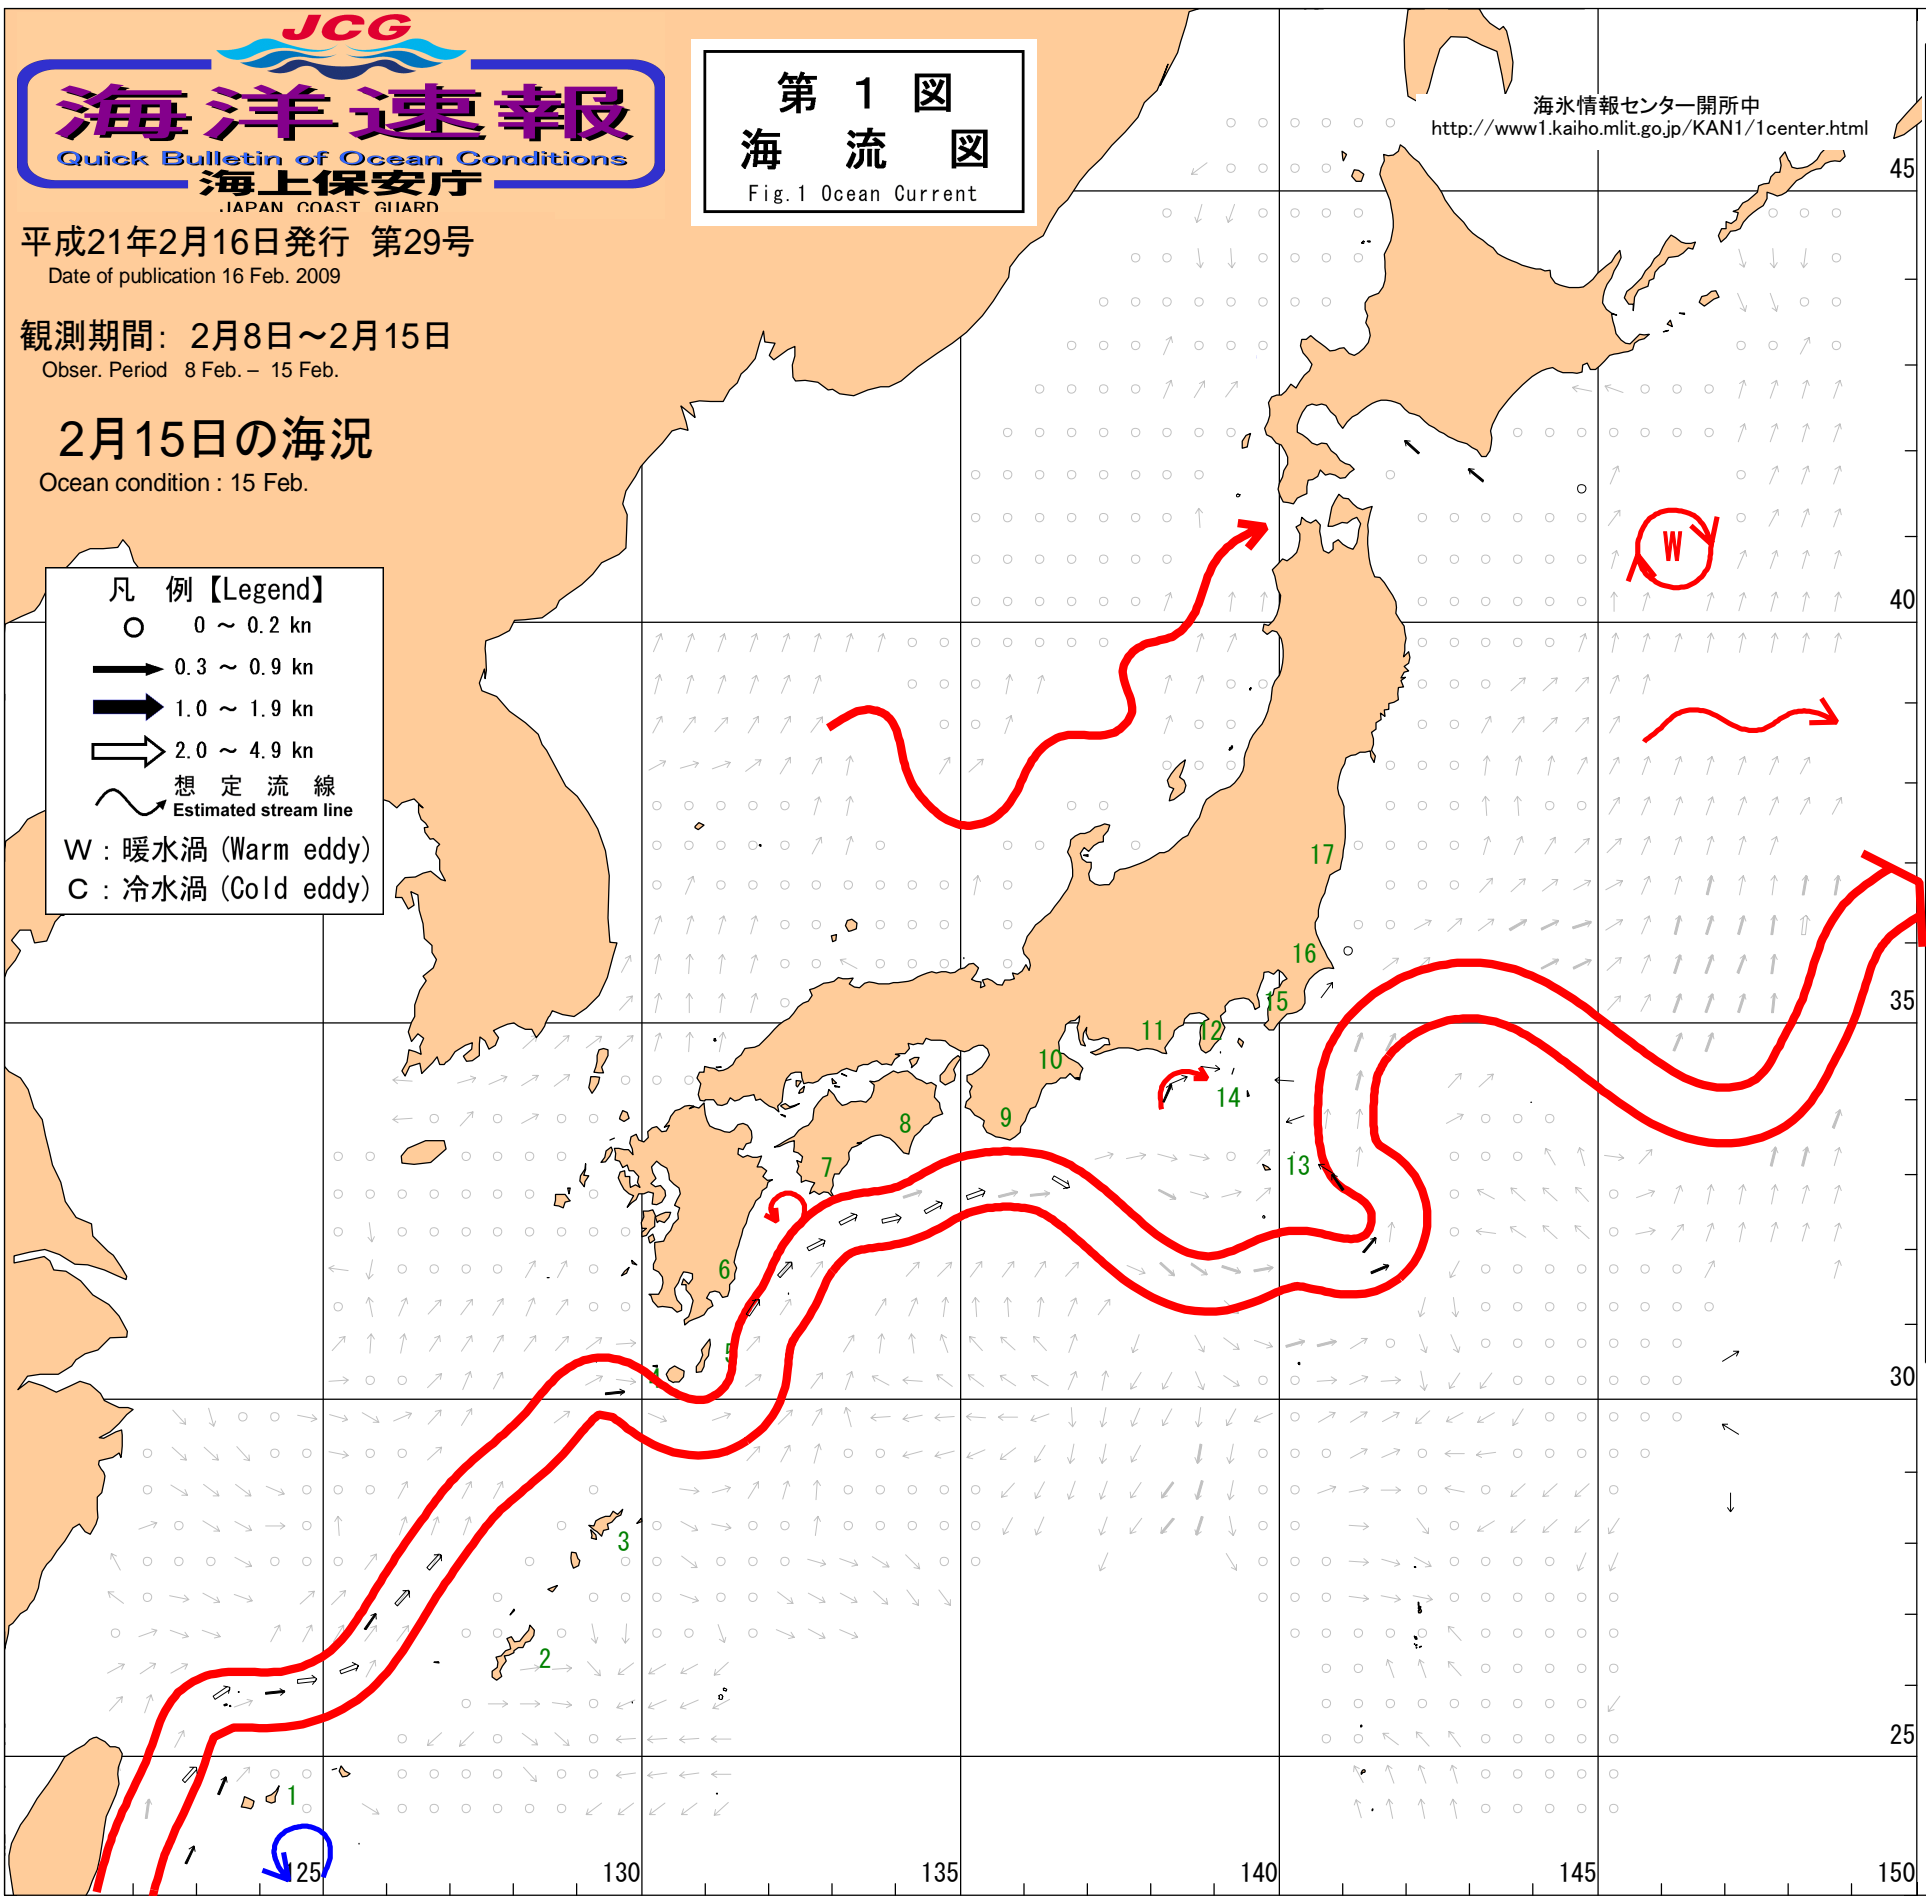 JCG
海洋速報
Quick Bulletin of Ocean Conditions
海上保安庁
JAPAN COAST GUARD
平成21年2月16日発行 第29号
Date of publication 16 Feb. 2009
観測期間: 2月8日～2月15日
Obser. Period 8 Feb. – 15 Feb.
2月15日の海況
Ocean condition : 15 Feb.
第 1 図
海 流 図
Fig.1 Ocean Current
海氷情報センター開所中
http://www1.kaiho.mlit.go.jp/KAN1/1center.html
凡 例【Legend】
0 ～ 0.2 kn
0.3 ～ 0.9 kn
1.0 ～ 1.9 kn
2.0 ～ 4.9 kn
想 定 流 線
Estimated stream line
W : 暖水渦 (Warm eddy)
C : 冷水渦 (Cold eddy)
45
W
40
17
16
35
15
12
11
10
14
9
8
13
7
6
5
4
30
3
2
25
1
125
130
135
140
145
150